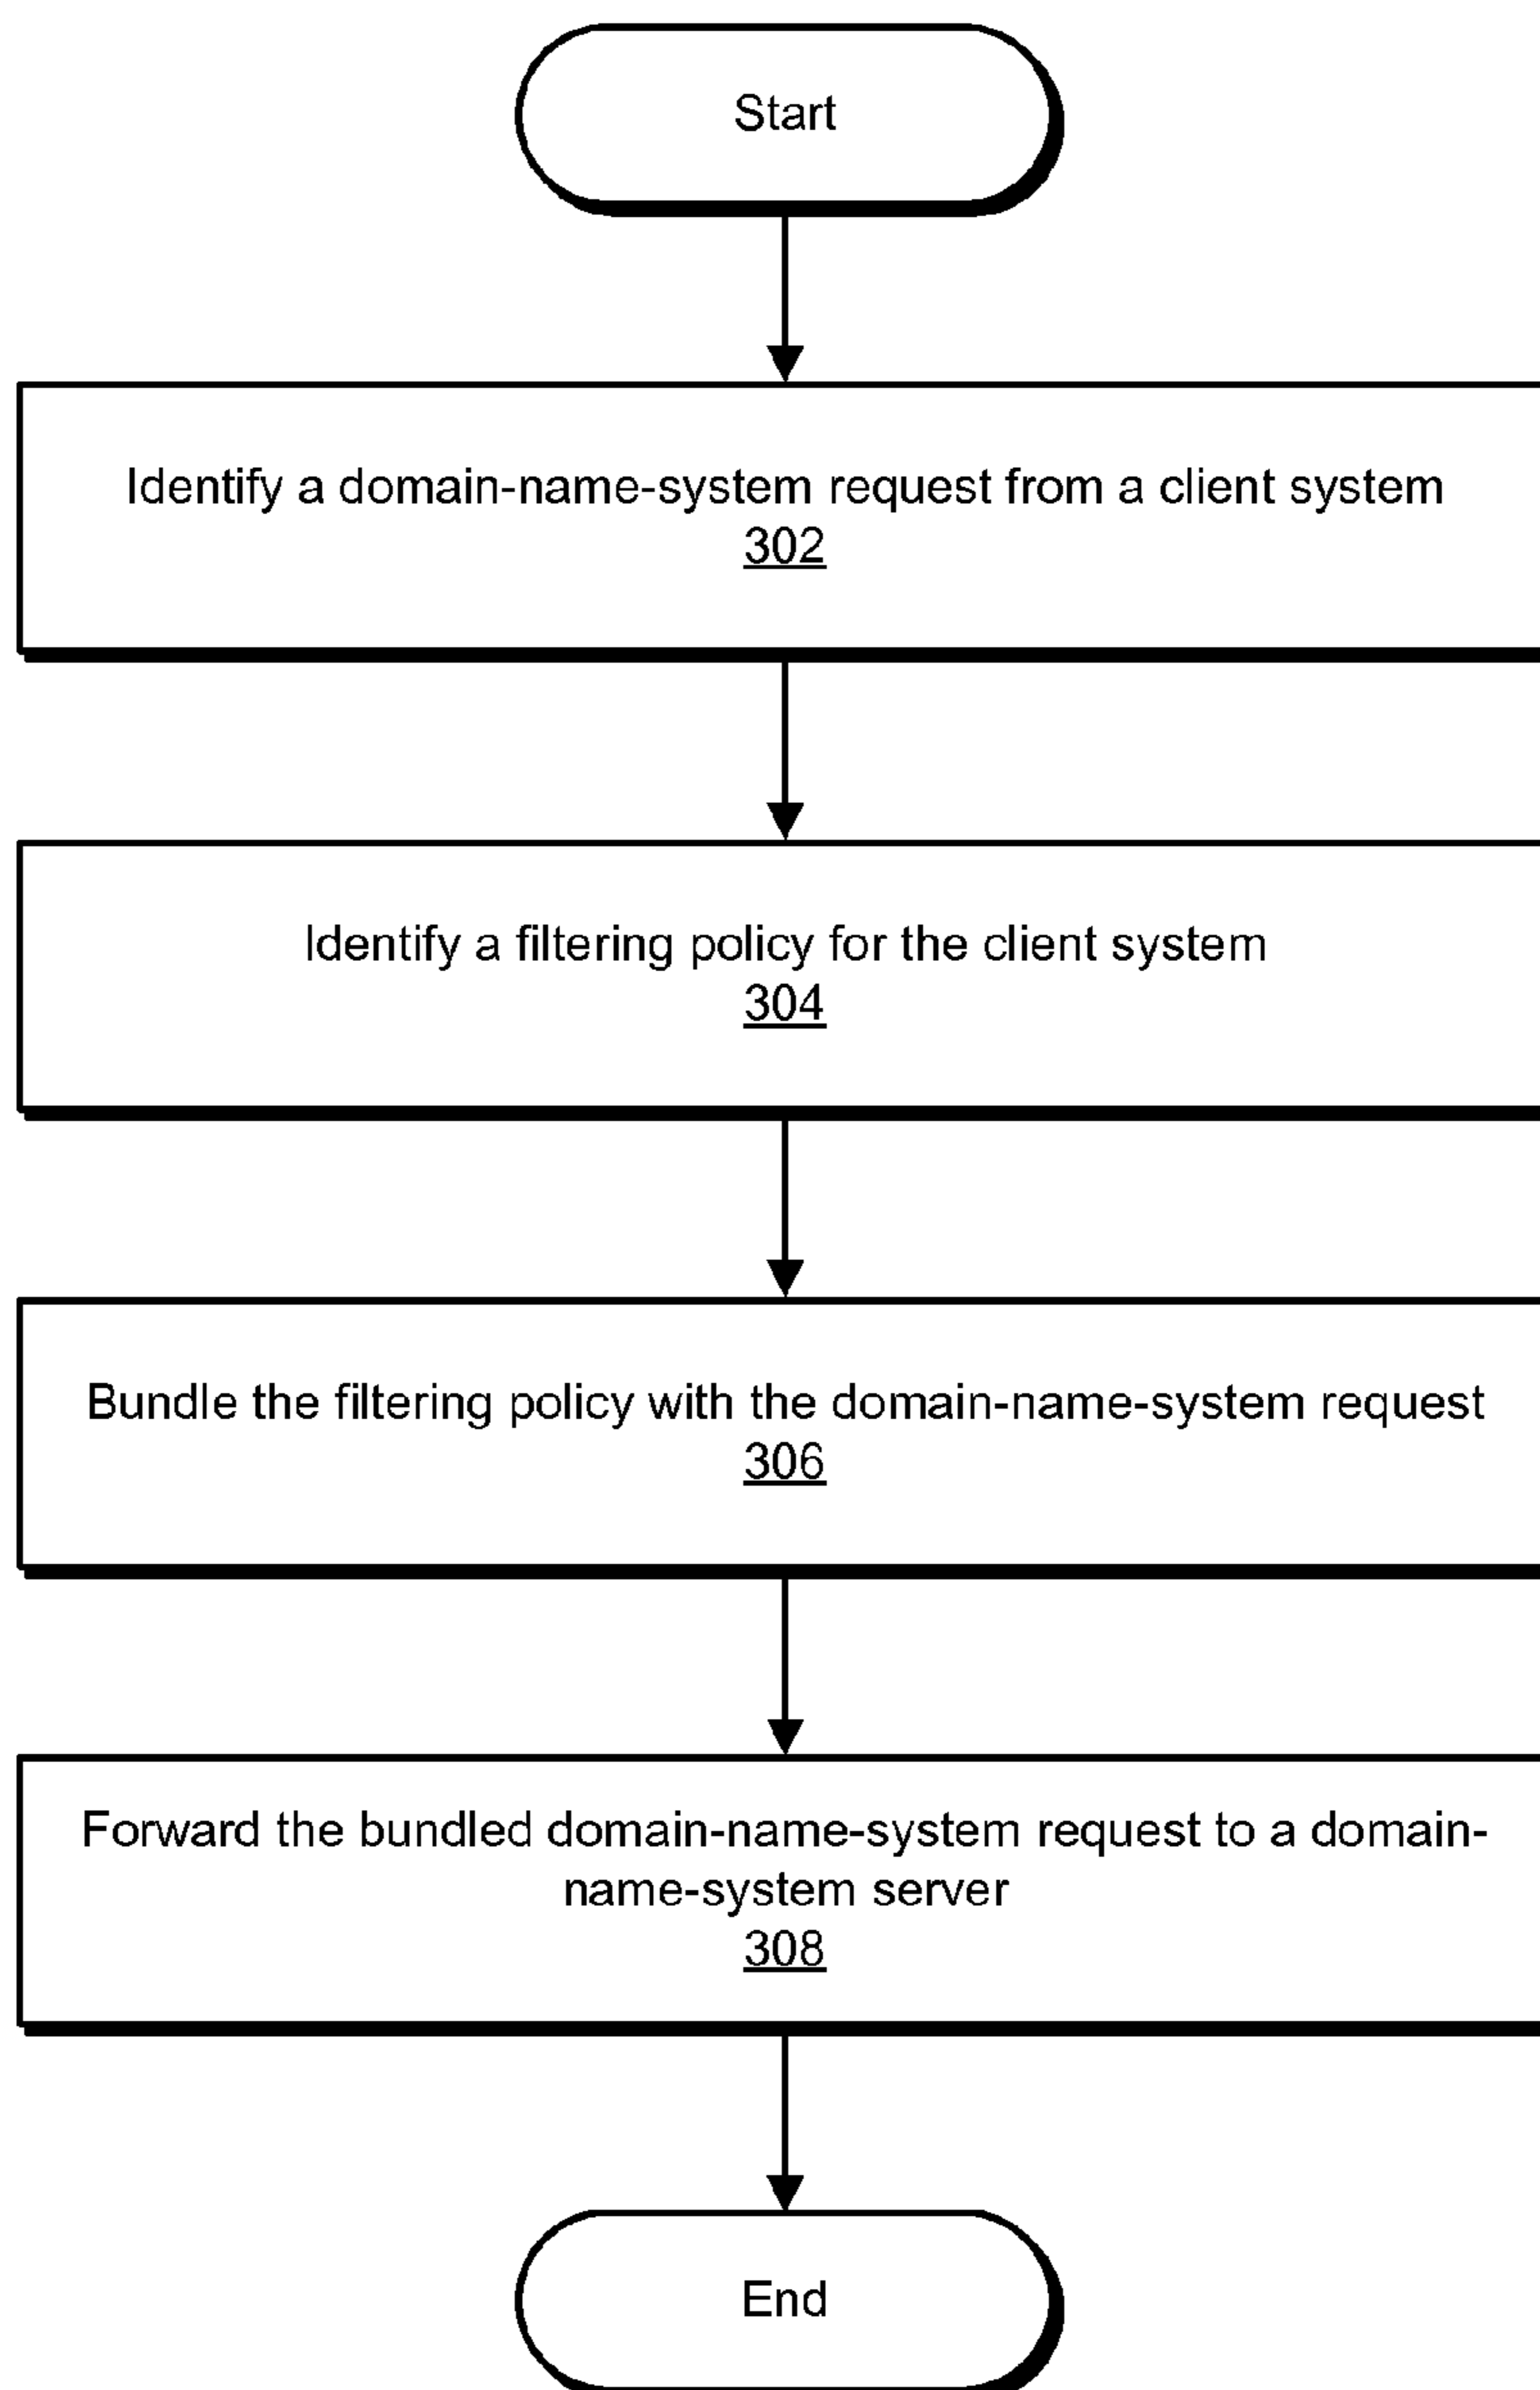 Start
Identify a domain-name-system request from a client system
302
Identify a filtering policy for the client system
304
Bundle the filtering policy with the domain-name-system request
306
Forward the bundled domain-name-system request to a domain-
name-system server
308
End